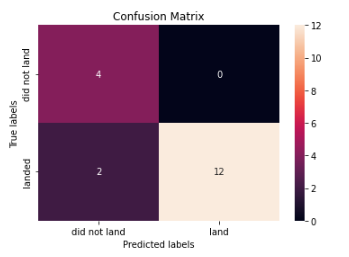 Confusion Matrix
True labels
did not land
landed
4
0
2
12
did not land
land
Predicted labels
12
10
8
6
4
2
0